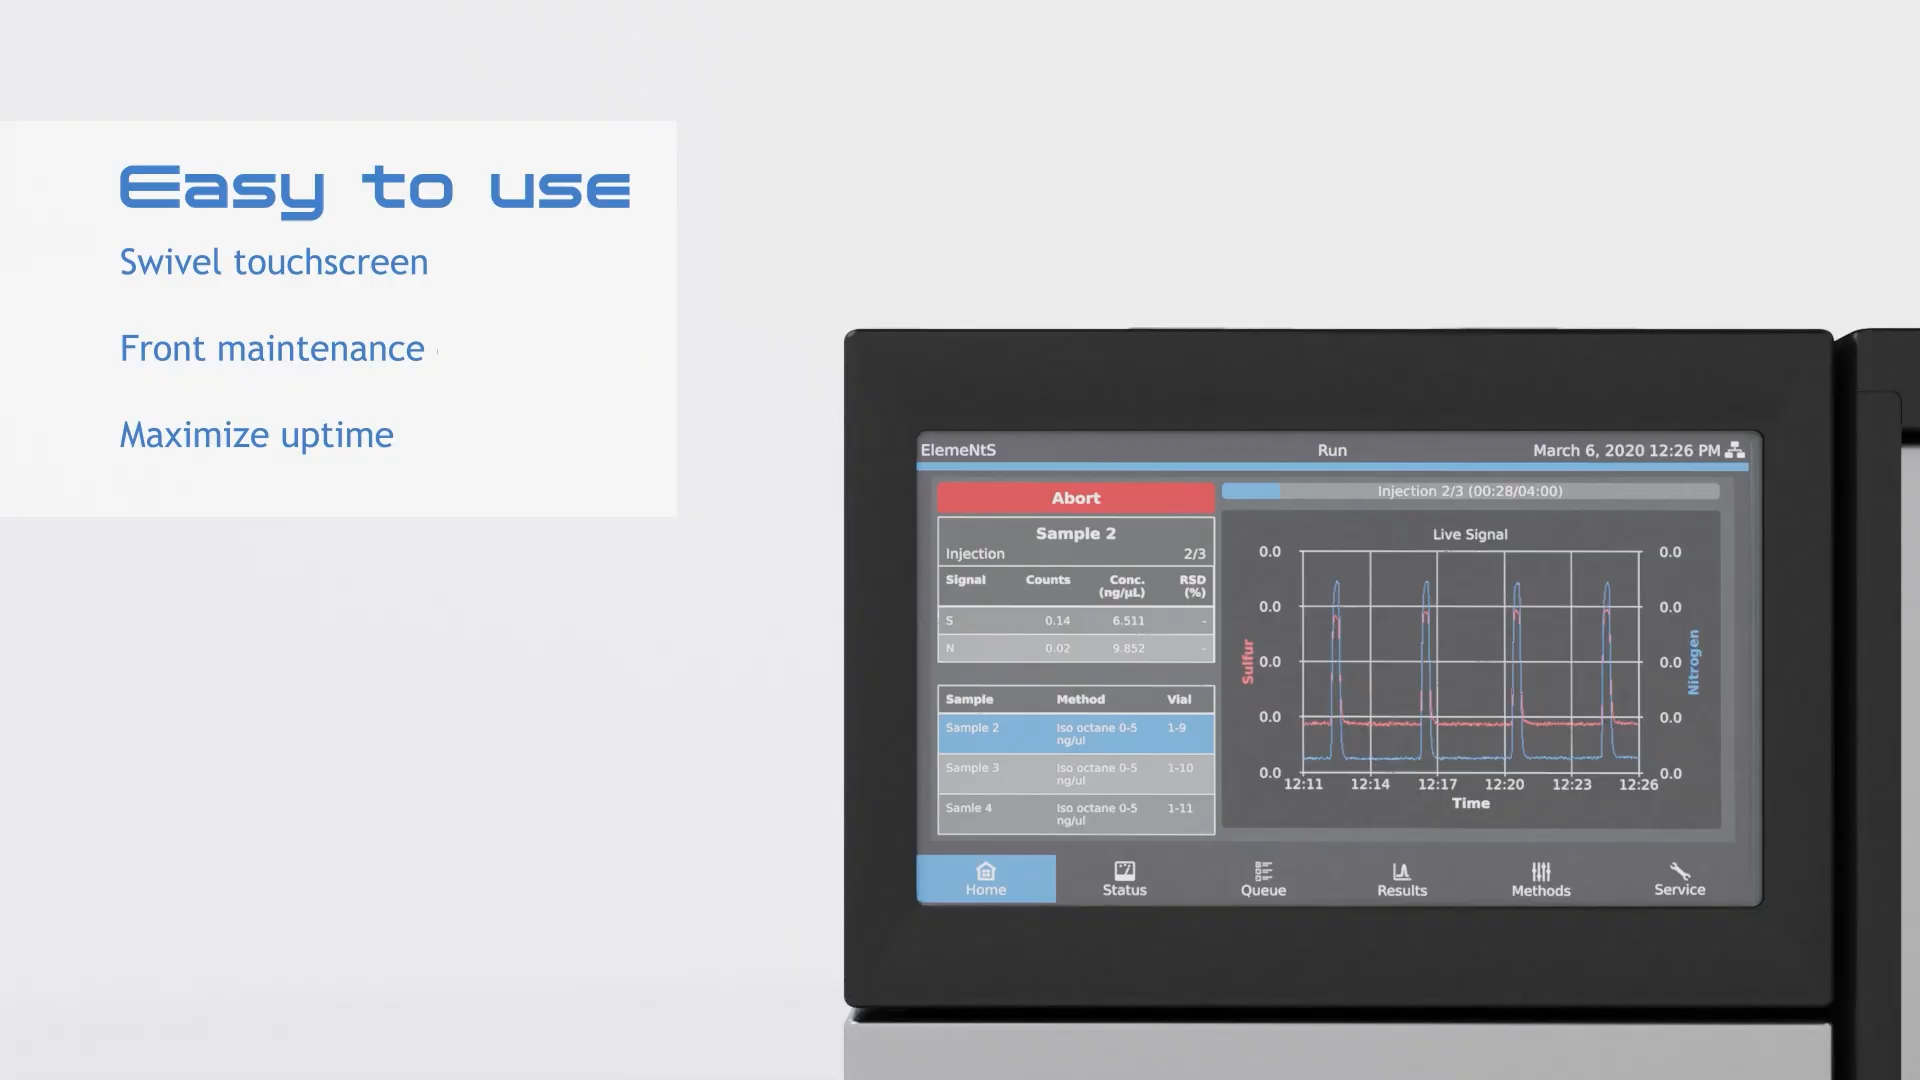 Easy to use
Swivel touchscreen
Front maintenance
Maximize uptime
ElemeNtS
Run
March 6, 2020 12:26 PM
Abort
Injection 2/3 (00:28/04:00)
Sample 2
Injection 2/3
Signal Counts Conc. (ng/µL) RSD (%)
S 0.14 6.511 -
N 0.02 9.852 -
Sample Method Vial
Sample 2 Iso octane 0-5 ng/ul 1-9
Sample 3 Iso octane 0-5 ng/ul 1-10
Samle 4 Iso octane 0-5 ng/ul 1-11
Live Signal
0.0 0.0
0.0 0.0
Sulfur 0.0 0.0 Nitrogen
0.0 0.0
0.0 0.0
12:11 12:14 12:17 12:20 12:23 12:26
Time
Home Status Queue Results Methods Service